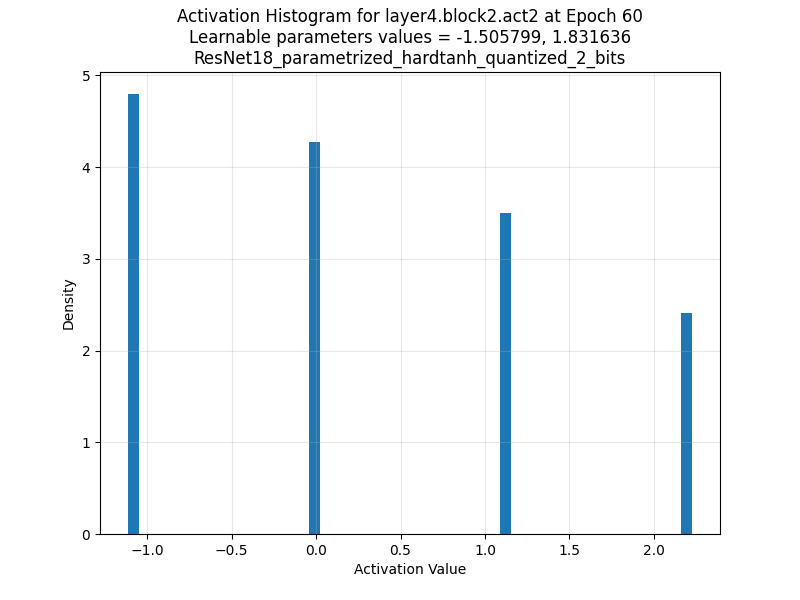 Activation Histogram for layer4.block2.act2 at Epoch 60
Learnable parameters values = -1.505799, 1.831636
ResNet18_parametrized_hardtanh_quantized_2_bits
5
4
3
2
1
0
Density
−1.0
−0.5
0.0
0.5
1.0
1.5
2.0
Activation Value